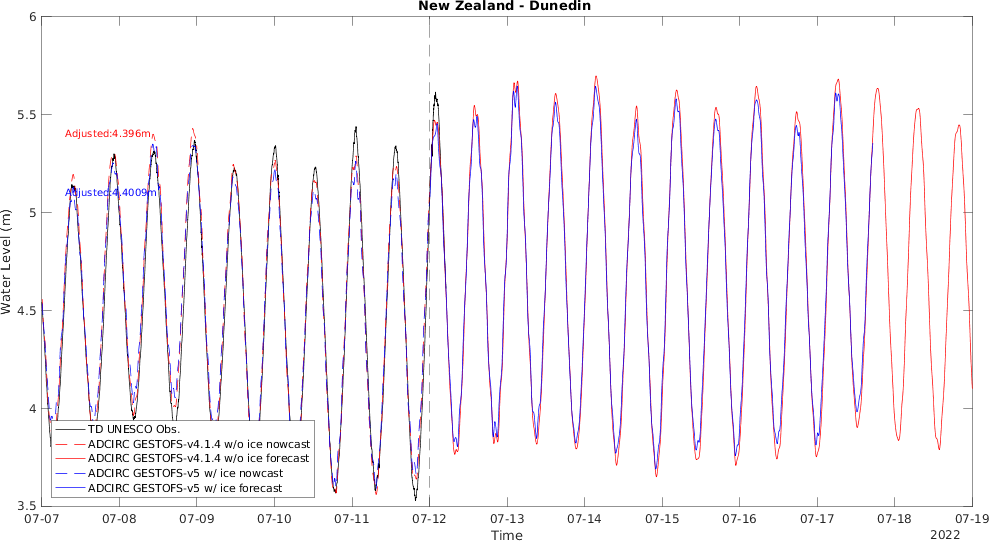 New Zealand - Dunedin
6
5.5
5
4.5
4
3.5
Water Level (m)
Adjusted:4.396m
Adjusted:4.4009m
TD UNESCO Obs.
ADCIRC GESTOFS-v4.1.4 w/o ice nowcast
ADCIRC GESTOFS-v4.1.4 w/o ice forecast
ADCIRC GESTOFS-v5 w/ ice nowcast
ADCIRC GESTOFS-v5 w/ ice forecast
07-07 07-08 07-09 07-10 07-11 07-12 07-13 07-14 07-15 07-16 07-17 07-18 07-19
Time
2022